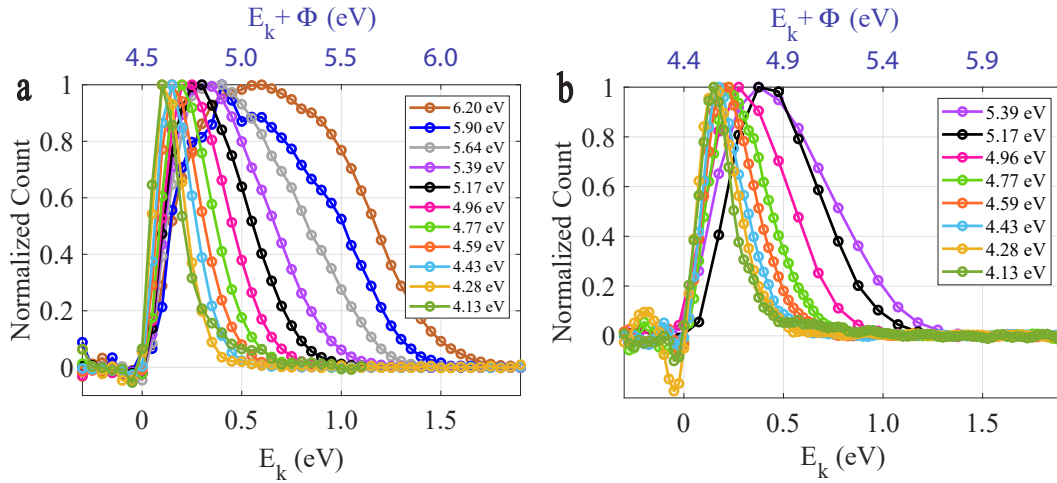 E_k + Φ (eV)
4.5 5.0 5.5 6.0
a
1
0.8
0.6
0.4
0.2
0
Normalized Count
6.20 eV
5.90 eV
5.64 eV
5.39 eV
5.17 eV
4.96 eV
4.77 eV
4.59 eV
4.43 eV
4.28 eV
4.13 eV
0 0.5 1.0 1.5
E_k (eV)
E_k + Φ (eV)
4.4 4.9 5.4 5.9
b
1
0.8
0.6
0.4
0.2
0
Normalized Count
5.39 eV
5.17 eV
4.96 eV
4.77 eV
4.59 eV
4.43 eV
4.28 eV
4.13 eV
0 0.5 1.0 1.5
E_k (eV)